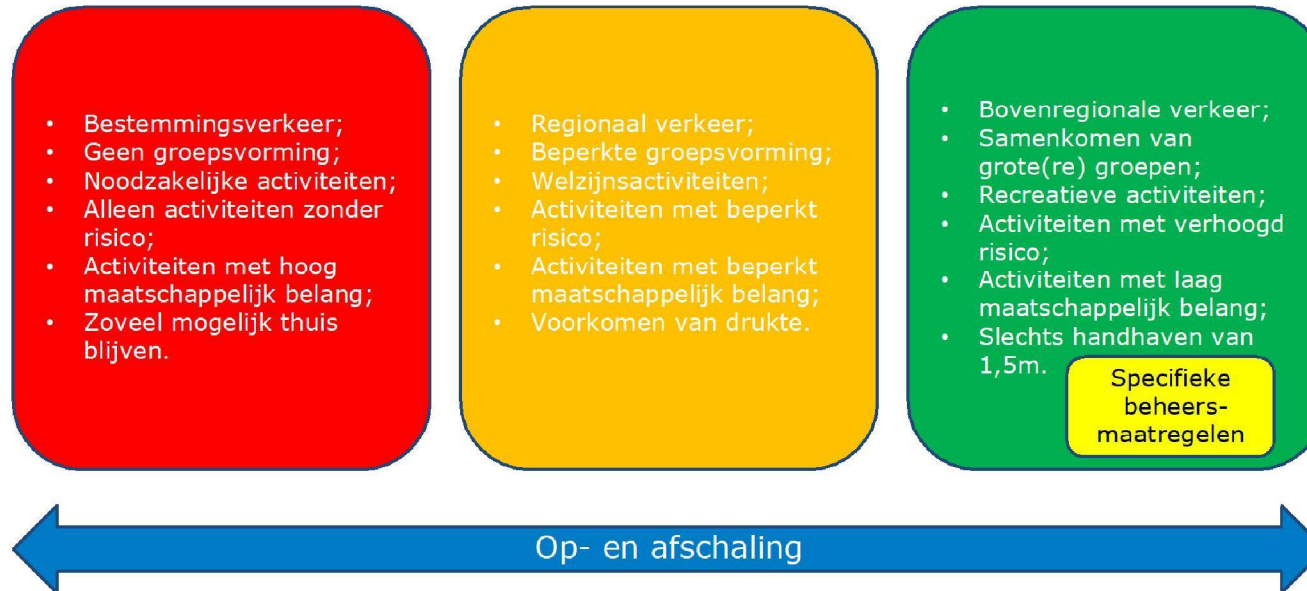 • Bestemmingsverkeer;
• Geen groepsvorming;
• Noodzakelijke activiteiten;
• Alleen activiteiten zonder
risico;
• Activiteiten met hoog
maatschappelijk belang;
• Zoveel mogelijk thuis
blijven.
• Regionaal verkeer;
• Beperkte groepsvorming;
• Welzijnsactiviteiten;
• Activiteiten met beperkt
risico;
• Activiteiten met beperkt
maatschappelijk belang;
• Voorkomen van drukte.
• Bovenregionale verkeer;
• Samenkomen van
grote(re) groepen;
• Recreatieve activiteiten;
• Activiteiten met verhoogd
risico;
• Activiteiten met laag
maatschappelijk belang;
• Slechts handhaven van
1,5m.
Specifieke
beheers-
maatregelen
Op- en afschaling